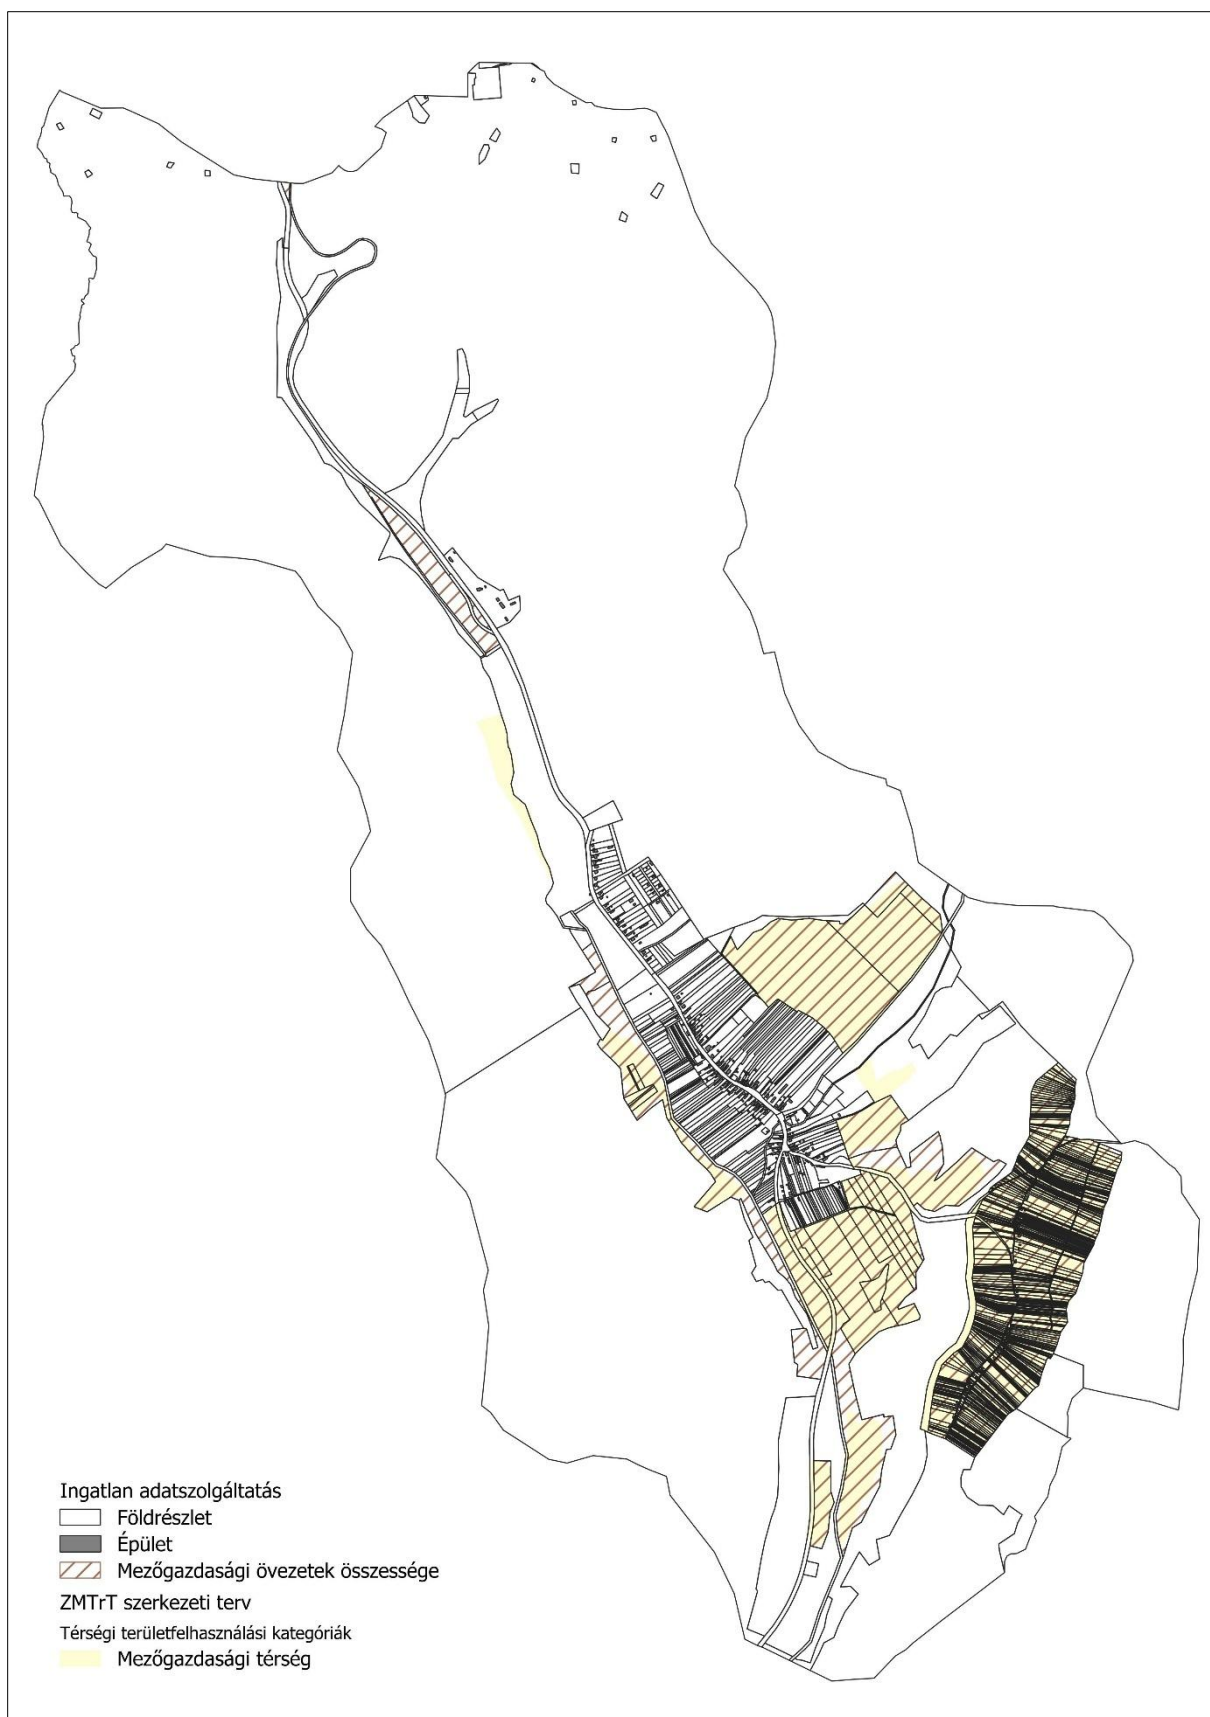 Ingatlan adatszolgáltatás
Földrészlet
Épület
Mezőgazdasági övezetek összessége
ZMTrT szerkezeti terv
Térségi területfelhasználási kategóriák
Mezőgazdasági térség